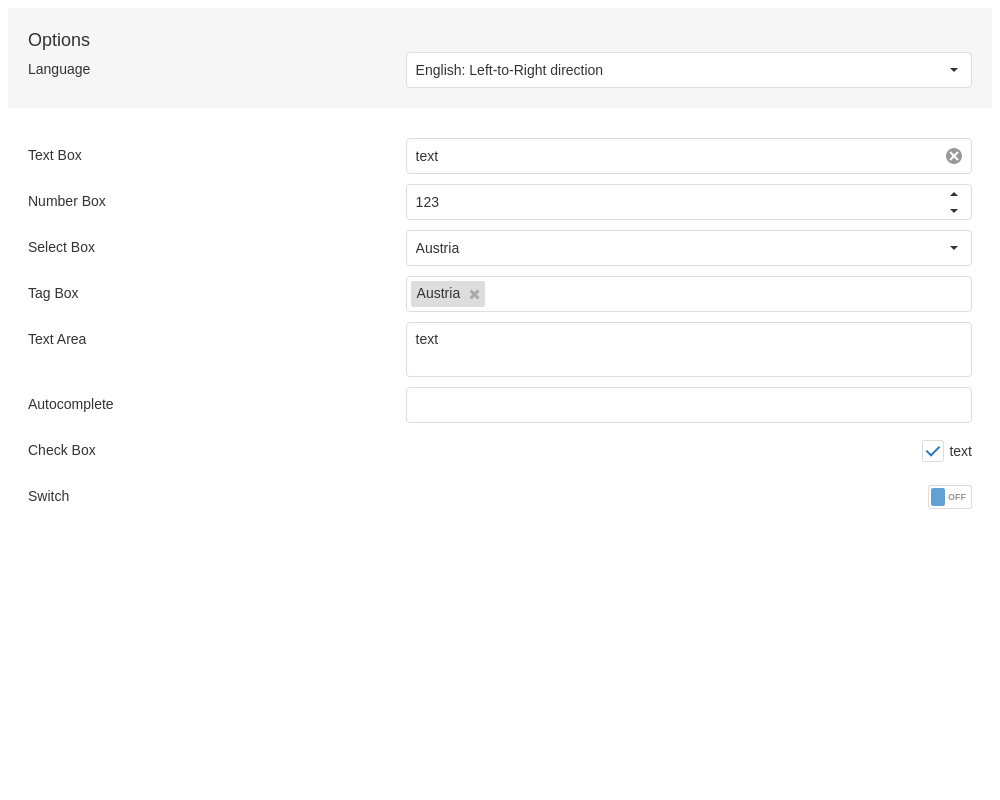 Options
Language
English: Left-to-Right direction
Text Box
text
Number Box
123
Select Box
Austria
Tag Box
Austria
Text Area
text
Autocomplete
Check Box
text
Switch
OFF